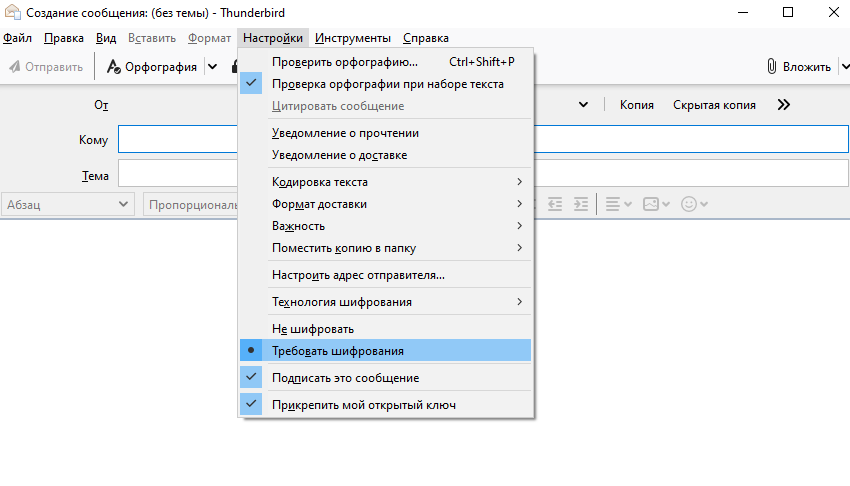 Создание сообщения: (без темы) - Thunderbird
Файл Правка Вид Вставить Формат Настройки Инструменты Справка
Отправить Орфография Вложить
Проверить орфографию... Ctrl+Shift+P
Проверка орфографии при наборе текста
От Цитировать сообщение Копия Скрытая копия
Кому Уведомление о прочтении
Уведомление о доставке
Тема
Кодировка текста
Абзац Пропорциональ Формат доставки
Важность
Поместить копию в папку
Настроить адрес отправителя...
Технология шифрования
Не шифровать
Требовать шифрования
Подписать это сообщение
Прикрепить мой открытый ключ